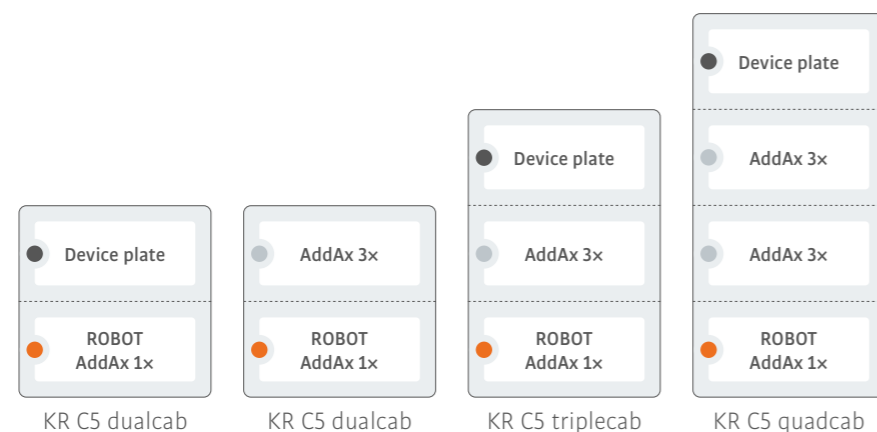 Device plate
ROBOT
AddAx 1×
KR C5 dualcab
AddAx 3×
ROBOT
AddAx 1×
KR C5 dualcab
Device plate
AddAx 3×
ROBOT
AddAx 1×
KR C5 triplecab
Device plate
AddAx 3×
AddAx 3×
ROBOT
AddAx 1×
KR C5 quadcab